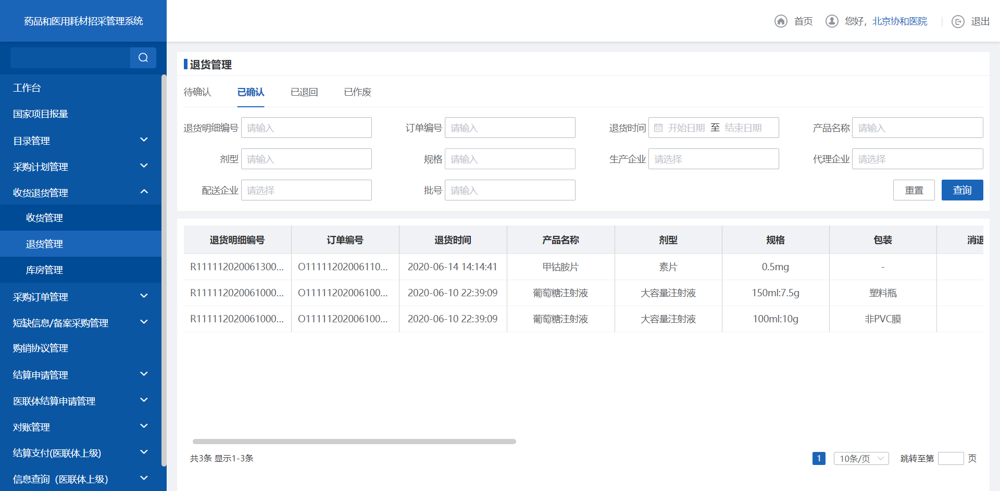 药品和医用耗材招采管理系统
首页 您好，北京协和医院 退出
工作台
国家项目报量
目录管理
采购计划管理
收货退货管理
收货管理
退货管理
库房管理
采购订单管理
短缺信息/备案采购管理
购销协议管理
结算申请管理
医联体结算申请管理
对账管理
结算支付(医联体上级)
信息查询（医联体上级）
退货管理
待确认 已确认 已退回 已作废
退货明细编号 请输入 订单编号 请输入 退货时间 开始日期 至 结束日期 产品名称 请输入
剂型 请输入 规格 请输入 生产企业 请选择 代理企业 请选择
配送企业 请选择 批号 请输入 重置 查询
退货明细编号 订单编号 退货时间 产品名称 剂型 规格 包装 消退
R111112020061300... O11111202006110... 2020-06-14 14:14:41 甲钴胺片 素片 0.5mg -
R111112020061000... O11111202006100... 2020-06-10 22:39:09 葡萄糖注射液 大容量注射液 150ml:7.5g 塑料瓶
R111112020061000... O11111202006100... 2020-06-10 22:39:09 葡萄糖注射液 大容量注射液 100ml:10g 非PVC膜
共3条 显示1-3条 1 10条/页 跳转至第 页